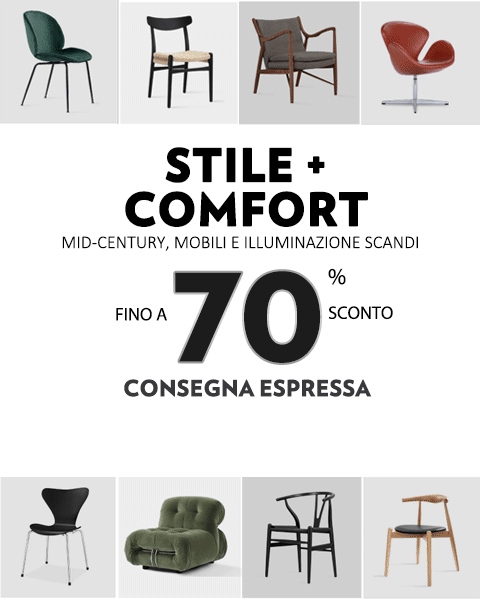 STILE +
COMFORT
MID-CENTURY, MOBILI E ILLUMINAZIONE SCANDI
FINO A 70 % SCONTO
CONSEGNA ESPRESSA